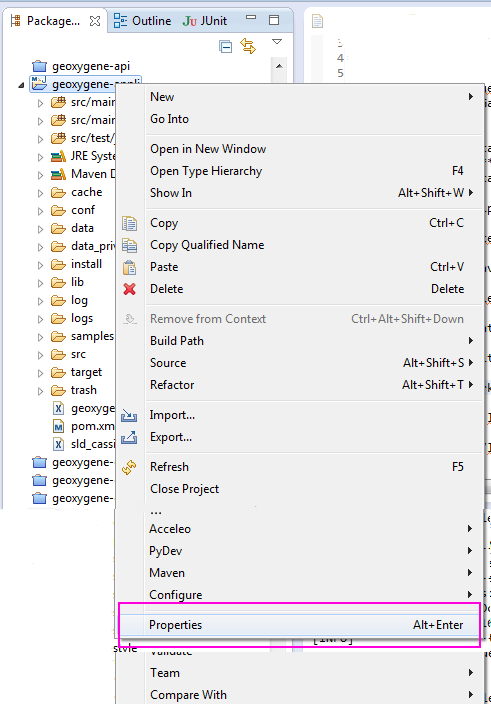 Package... Outline JUnit
geoxygene-api
geoxygene-appli
src/main
src/main
src/test/
JRE Syste
Maven D
cache
conf
data
data_priv
install
lib
log
logs
samples
src
target
trash
geoxyge
pom.xm
sld_cassi
geoxygene-
geoxygene-
geoxygene-
3
4
5
New
Go Into
Open in New Window
Open Type Hierarchy F4
Show In Alt+Shift+W
Copy Ctrl+C
Copy Qualified Name
Paste Ctrl+V
Delete Delete
Remove from Context Ctrl+Alt+Shift+Down
Build Path
Source Alt+Shift+S
Refactor Alt+Shift+T
Import...
Export...
Refresh F5
Close Project
...
Acceleo
PyDev
Maven
Configure
Properties Alt+Enter
[INFO]
style
Validate
Team
Compare With